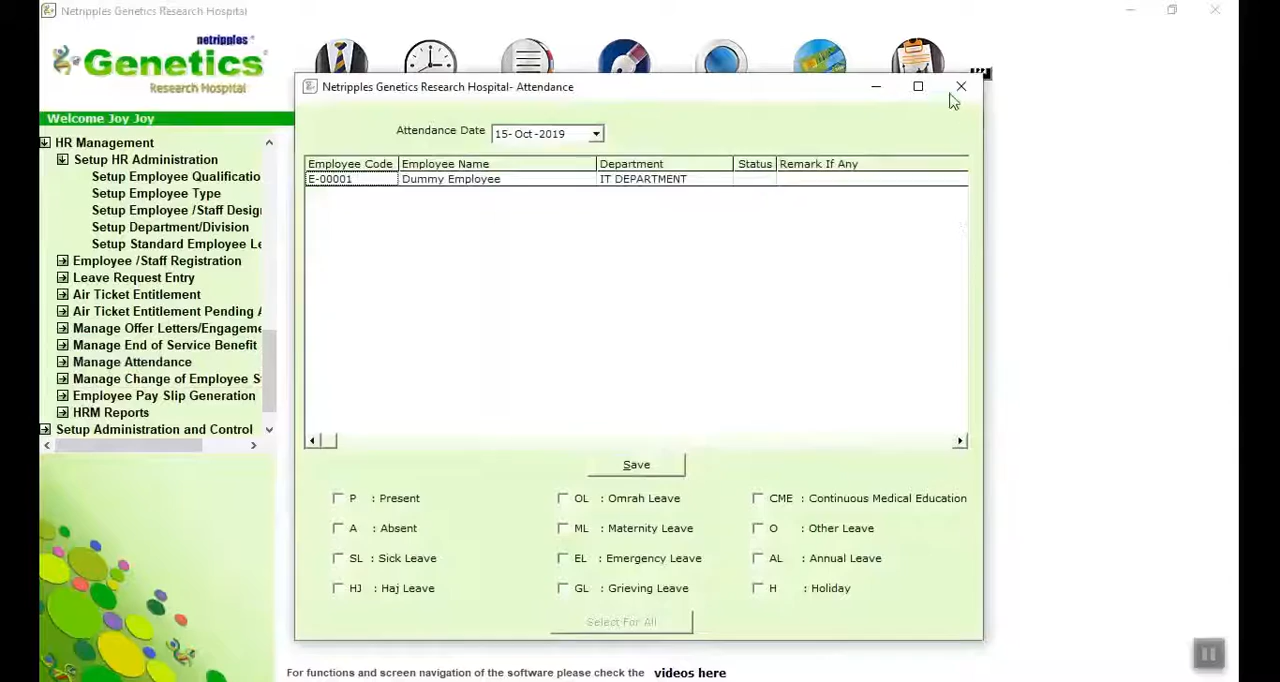 Netripples Genetics Research Hospital
netripples®
Genetics
Research Hospital
Welcome Joy Joy
HR Management
Setup HR Administration
Setup Employee Qualificatio
Setup Employee Type
Setup Employee /Staff Desig
Setup Department/Division
Setup Standard Employee Le
Employee /Staff Registration
Leave Request Entry
Air Ticket Entitlement
Air Ticket Entitlement Pending A
Manage Offer Letters/Engageme
Manage End of Service Benefit
Manage Attendance
Manage Change of Employee S
Employee Pay Slip Generation
HRM Reports
Setup Administration and Control
Netripples Genetics Research Hospital- Attendance
Attendance Date 15-Oct-2019
Employee Code Employee Name Department Status Remark If Any
E-00001 Dummy Employee IT DEPARTMENT
Save
P : Present OL : Omrah Leave CME : Continuous Medical Education
A : Absent ML : Maternity Leave O : Other Leave
SL : Sick Leave EL : Emergency Leave AL : Annual Leave
HJ : Haj Leave GL : Grieving Leave H : Holiday
Select For All
For functions and screen navigation of the software please check the videos here